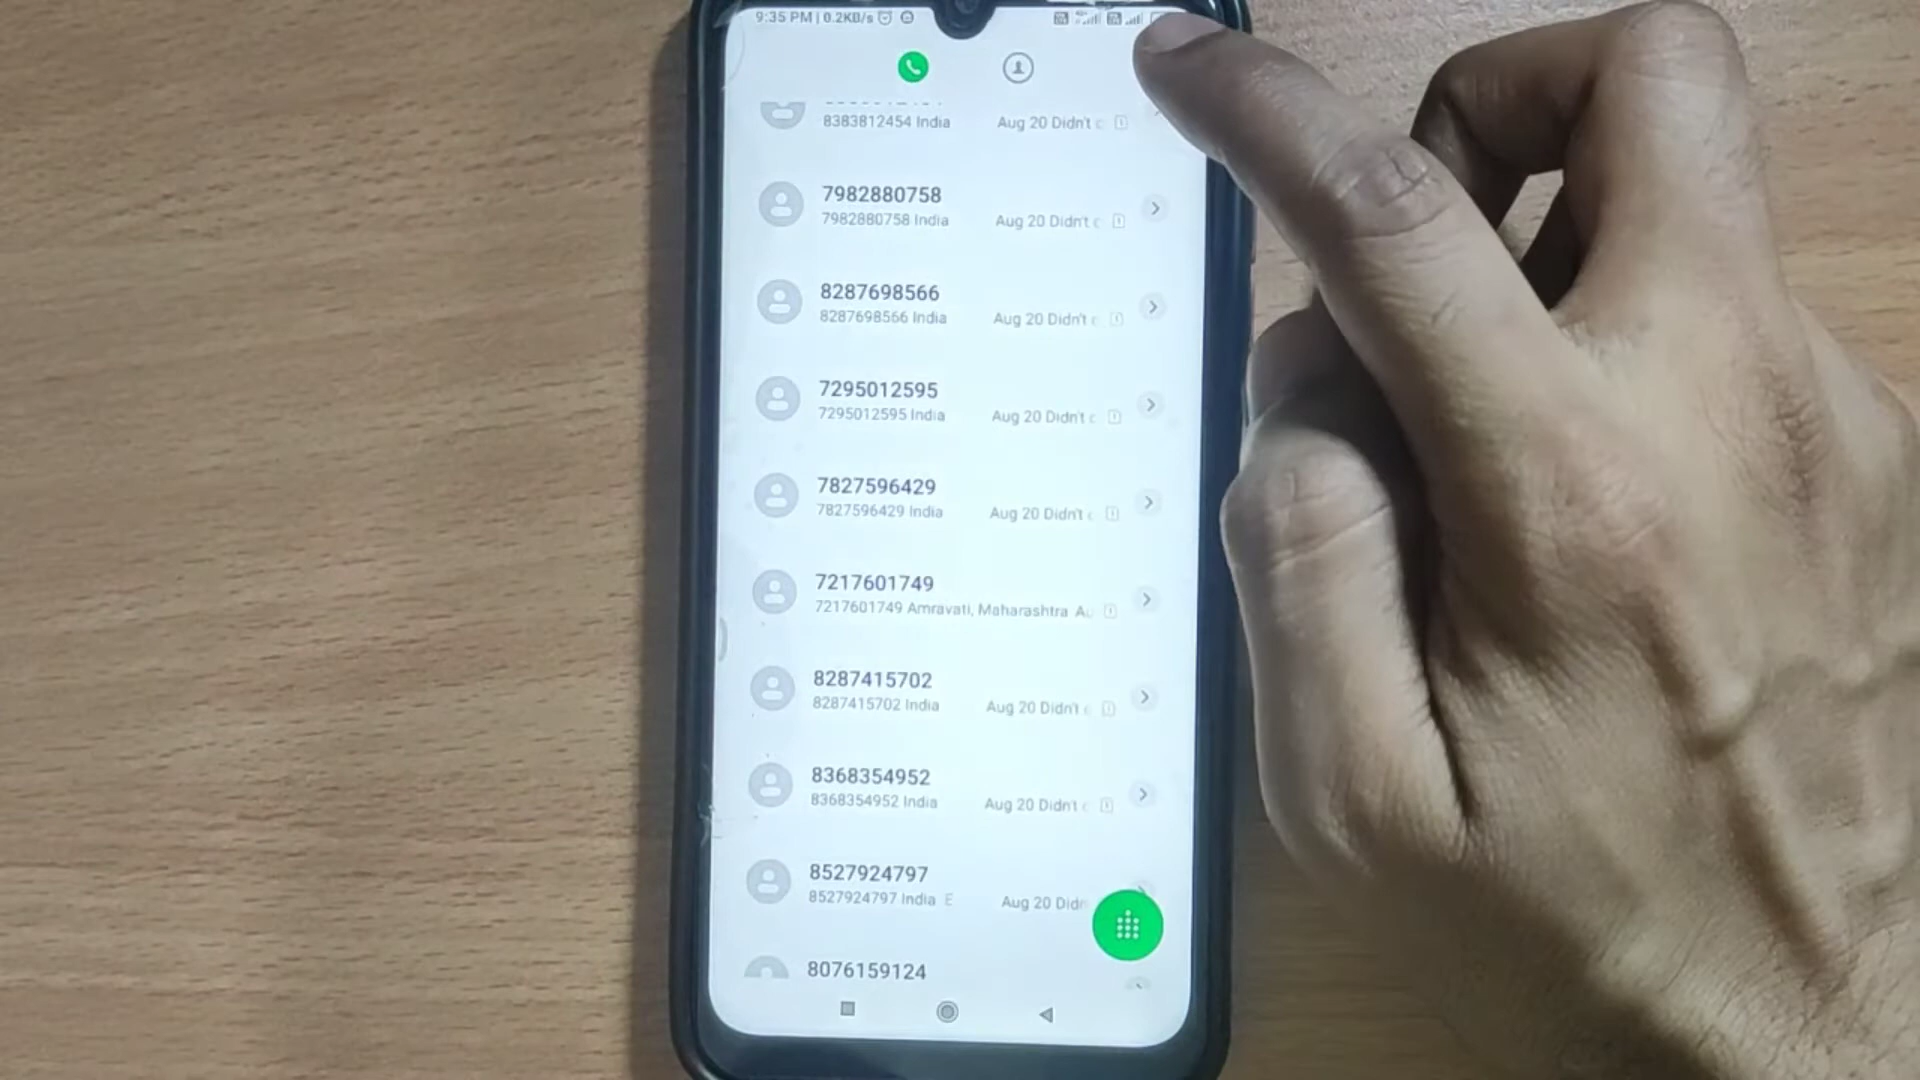 9:35 PM | 0.2KB/s
8383812454 India Aug 20 Didn't c
7982880758
7982880758 India Aug 20 Didn't c
8287698566
8287698566 India Aug 20 Didn't c
7295012595
7295012595 India Aug 20 Didn't c
7827596429
7827596429 India Aug 20 Didn't c
7217601749
7217601749 Amravati, Maharashtra Au
8287415702
8287415702 India Aug 20 Didn't c
8368354952
8368354952 India Aug 20 Didn't c
8527924797
8527924797 India E Aug 20 Didn
8076159124